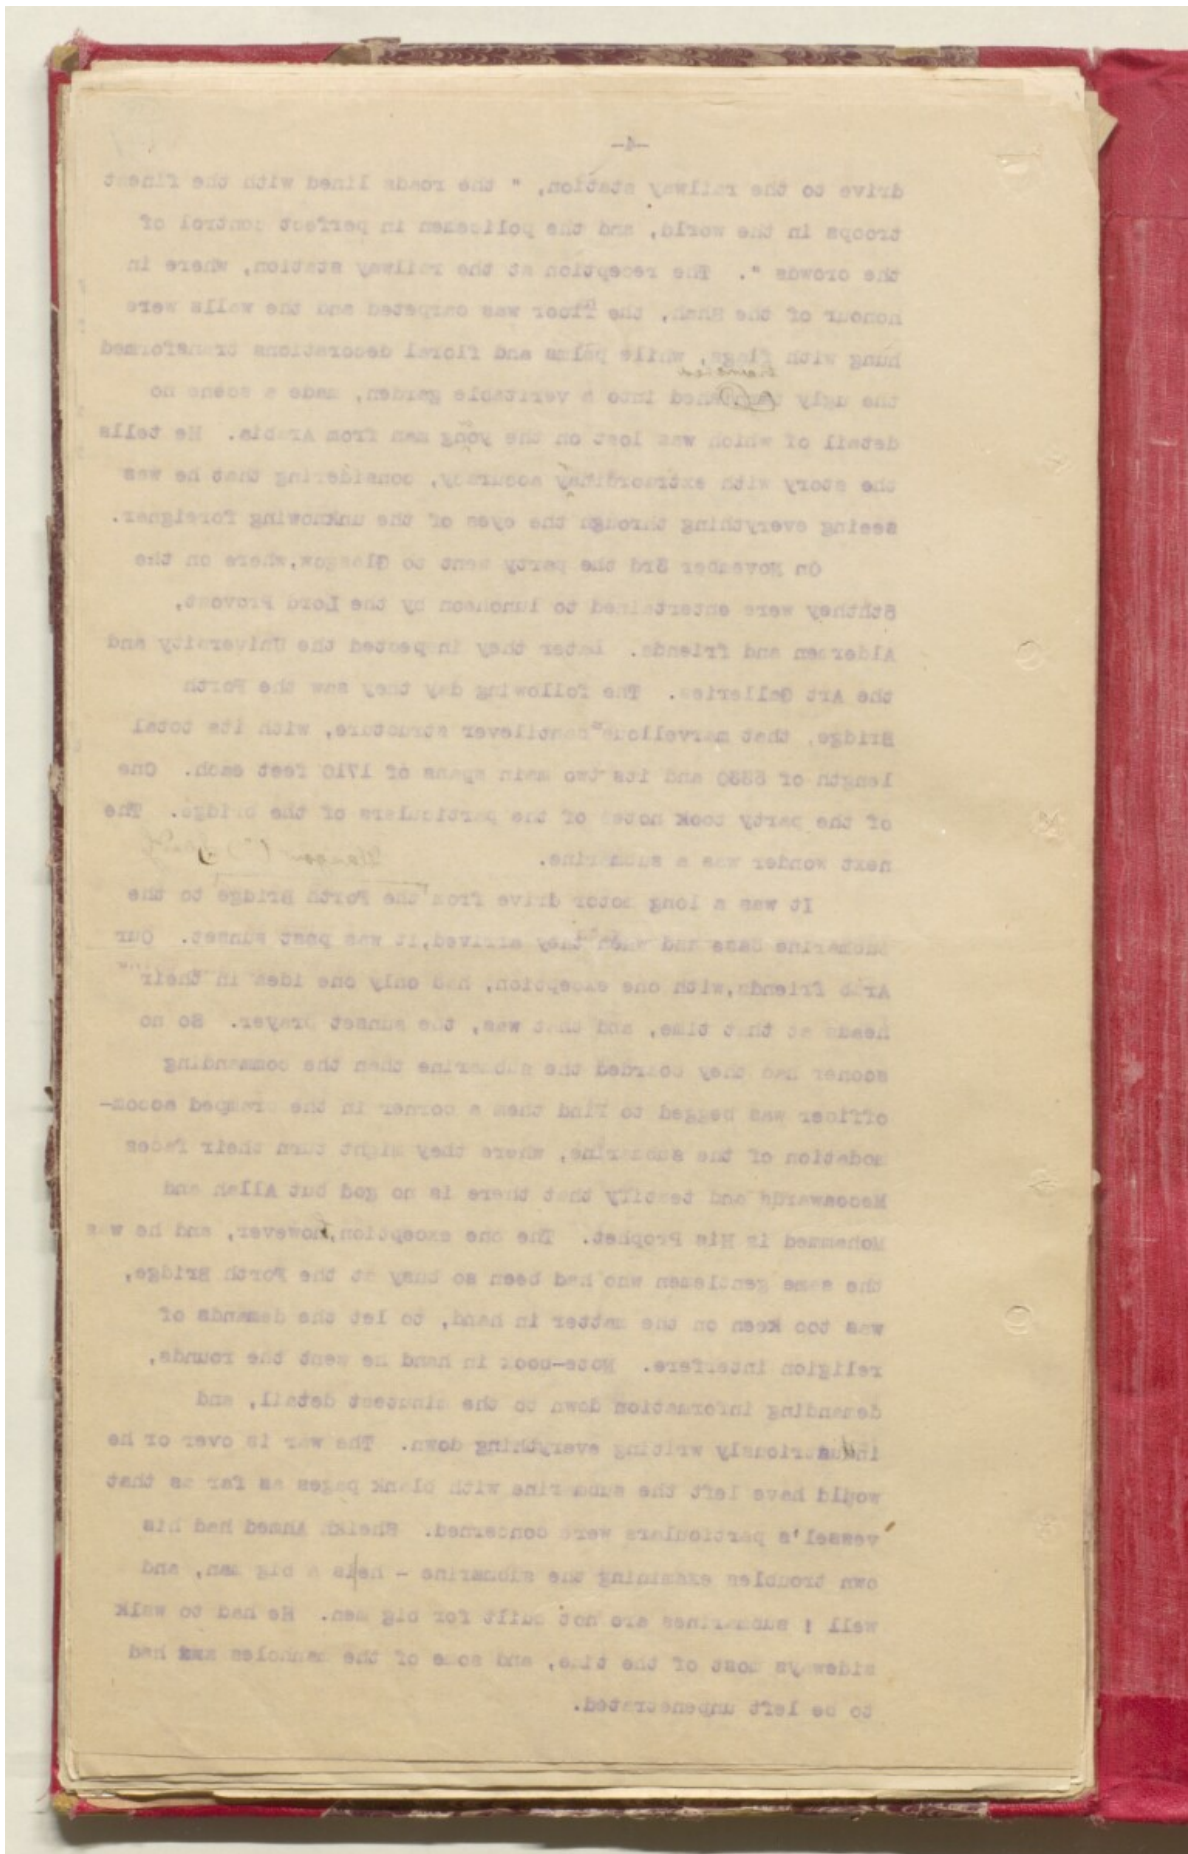 -4-
drive to the railway station, " the roads lined with the finest
troops in the world, and the policemen in perfect control of
the crowds ". The reception at the railway station, where in
honour of the Shah, the floor was carpeted and the walls were
hung with flags, while palms and floral decorations transformed
the ugly into a veritable garden, made a scene no
detail of which was lost on the yong man from Arabia. He tells
the story with extraordinay accuracy, considering that he was
seeing everything through the eyes of the unknowing foreigner.
On November 3rd the party went to Glasgow,where on the
5ththey were entertained to luncheon by the Lord Provost,
Aldermen and friends. Later they inspected the University and
the Art Galleries. The following day they saw the Forth
Bridge, that marvellous cantilever structure, with its total
length of 8330 and its two main spans of 1710 feet each. One
of the party took notes of the particulars of the bridge. The
next wonder was a submarine.
It was a long motor drive from the Forth Bridge to the
Submarine Base and when they arrived,it was past sunset. Our
Arab friends,with one exception, had only one idea in their
heads at that time, and that was, the sunset prayer. So no
sooner had they boarded the submarine than the commanding
officer was begged to find them a corner in the cramped accom-
modation of the submarine, where they might turn their faces
Meccawards and testify that there is no god but Allah and
Mohammed is His Prophet. The one exception,however, and he was
the same gentleman who had been so busy at the Forth Bridge,
was too keen on the matter in hand, to let the demands of
religion interfere. Note-book in hand he went the rounds,
demanding information down to the minutest detail, and
industriously writing everything down. The war is over or he
would have left the submarine with blank pages as far as that
vessel's particulars were concerned. Sheikh Ahmed had his
own troubles examining the submarine - he is a big man, and
well ; submarines are not built for big men. He had to walk
sideways most of the time, and some of the manholes had
to be left unpenetrated.